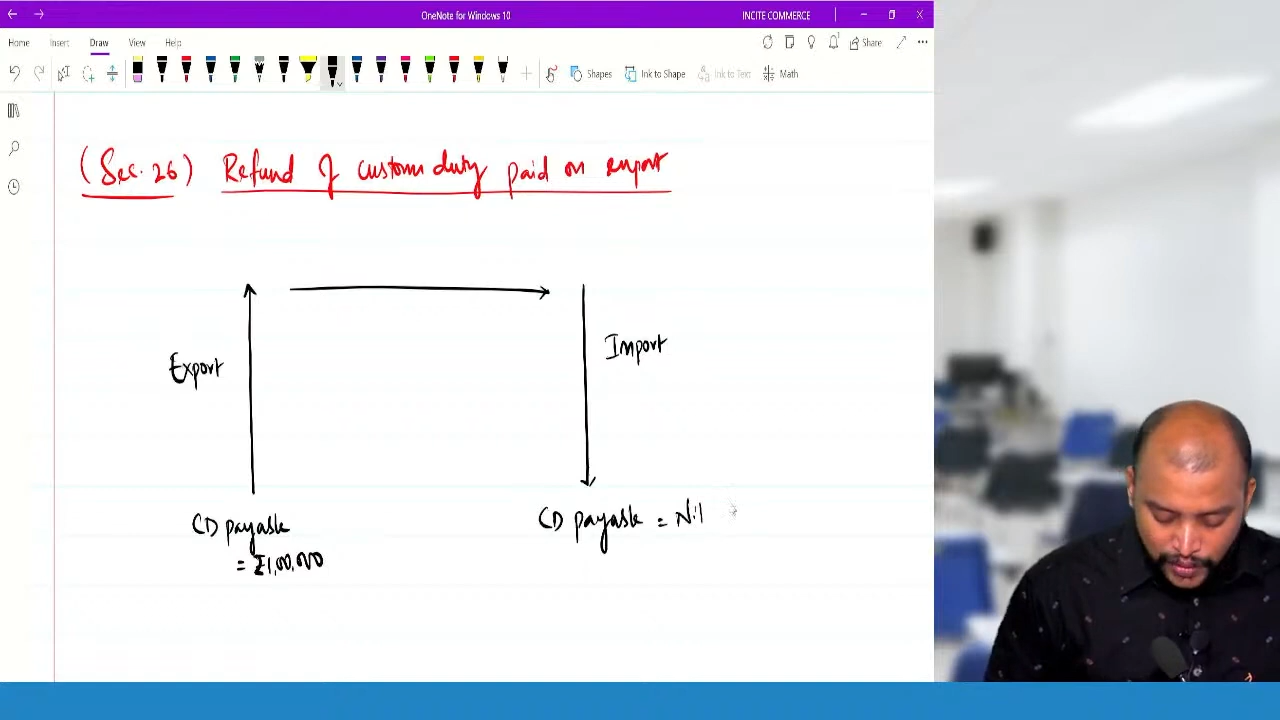 OneNote for Windows 10
INCITE COMMERCE
Home Insert Draw View Help
Share
Shapes Ink to Shape Ink to Text Math
(Sec. 26) Refund of custom duty paid on export
Export
Import
CD payable
= ₹1,00,000
CD payable = Nil